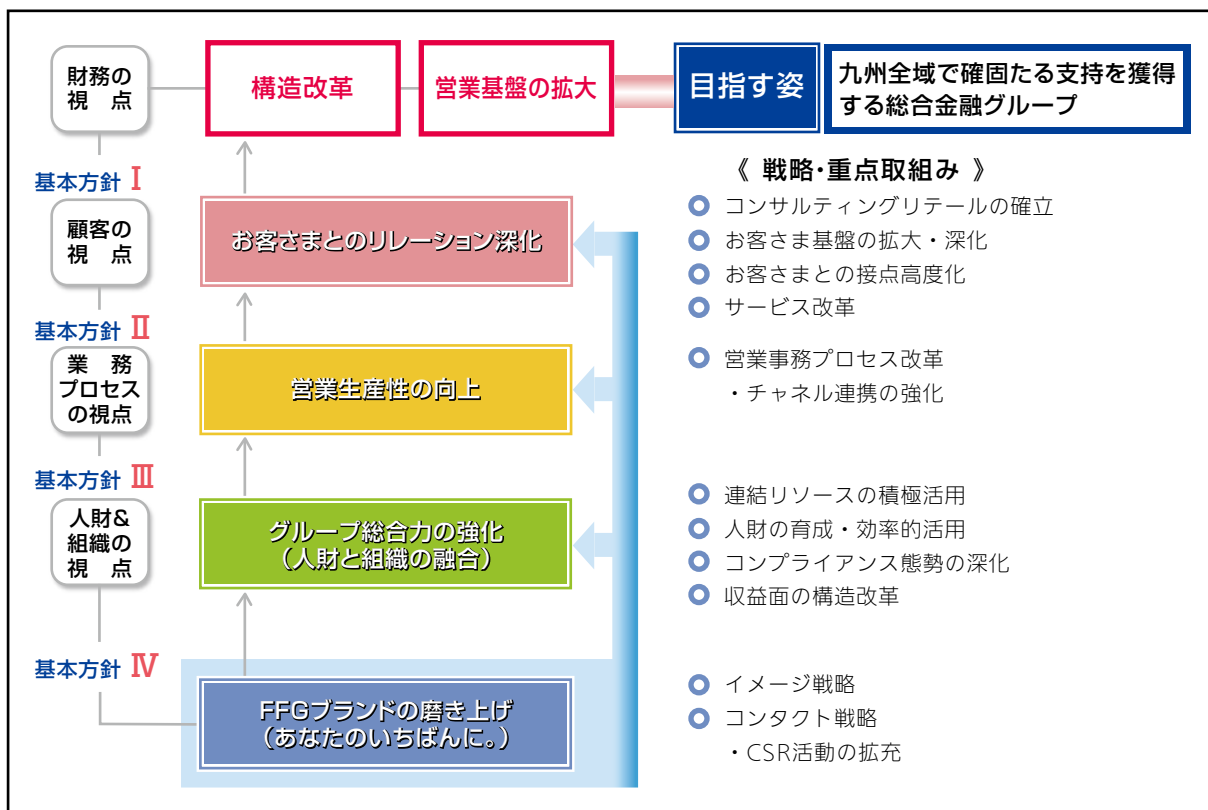 財務の
視　点
構造改革
営業基盤の拡大
目指す姿
九州全域で確固たる支持を獲得
する総合金融グループ
基本方針 Ⅰ
《 戦略・重点取組み 》
顧客の
視　点
お客さまとのリレーション深化
コンサルティングリテールの確立
お客さま基盤の拡大・深化
お客さまとの接点高度化
サービス改革
基本方針 Ⅱ
業　務
プロセス
の視点
営業生産性の向上
営業事務プロセス改革
・チャネル連携の強化
基本方針 Ⅲ
人財&
組織の
視　点
グループ総合力の強化
（人財と組織の融合）
連結リソースの積極活用
人財の育成・効率的活用
コンプライアンス態勢の深化
収益面の構造改革
基本方針 Ⅳ
FFGブランドの磨き上げ
（あなたのいちばんに。）
イメージ戦略
コンタクト戦略
・CSR活動の拡充